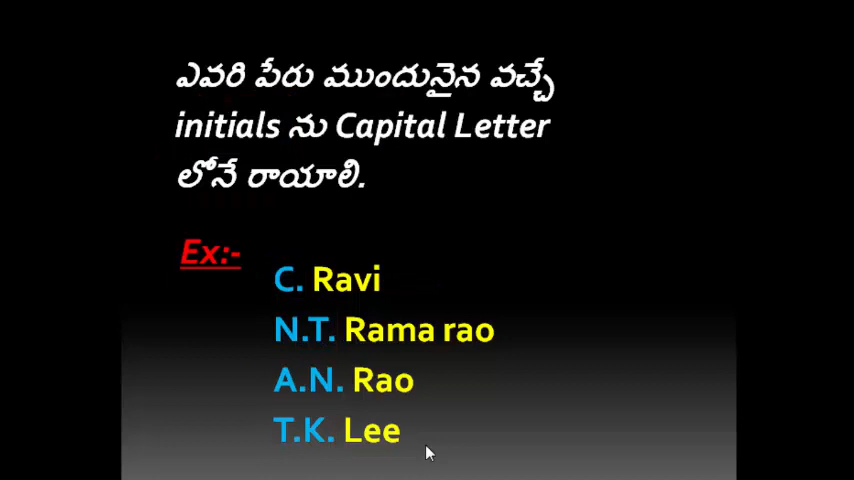 ఎవరి పేరు ముందునైన వచ్చే
initials ను Capital Letter
లోనే రాయాలి.
Ex:-
C. Ravi
N.T. Rama rao
A.N. Rao
T.K. Lee